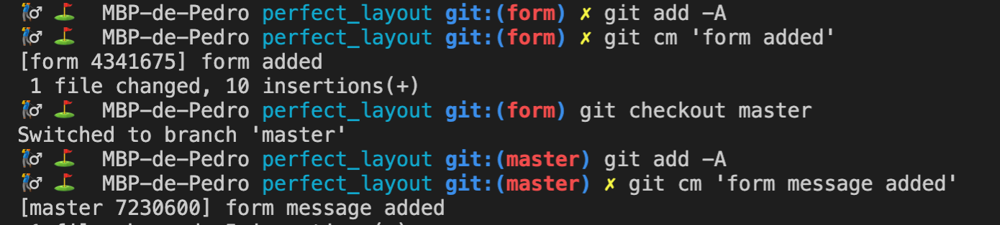 MBP-de-Pedro perfect_layout git:(form) ✗ git add -A
MBP-de-Pedro perfect_layout git:(form) ✗ git cm 'form added'
[form 4341675] form added
1 file changed, 10 insertions(+)
MBP-de-Pedro perfect_layout git:(form) git checkout master
Switched to branch 'master'
MBP-de-Pedro perfect_layout git:(master) git add -A
MBP-de-Pedro perfect_layout git:(master) ✗ git cm 'form message added'
[master 7230600] form message added